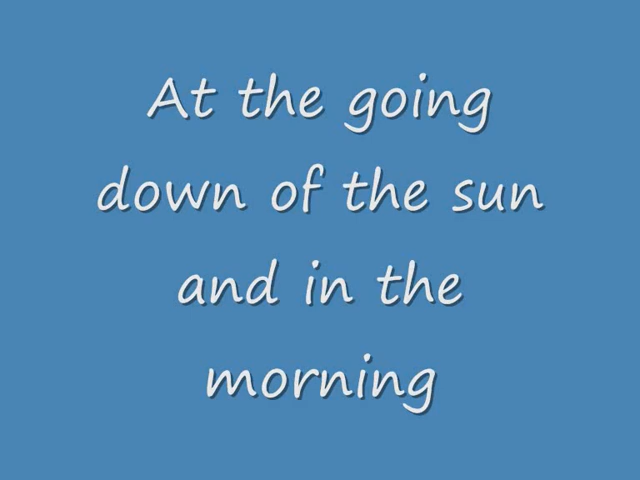 At the going
down of the sun
and in the
morning